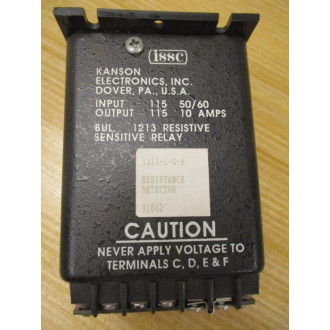 issc
KANSON
ELECTRONICS, INC.
DOVER, PA., U.S.A.
INPUT 115 50/60
OUTPUT 115 10 AMPS
BUL. 1213 RESISTIVE
SENSITIVE RELAY
RESISTANCE
DETECTOR
CAUTION
NEVER APPLY VOLTAGE TO
TERMINALS C, D, E & F